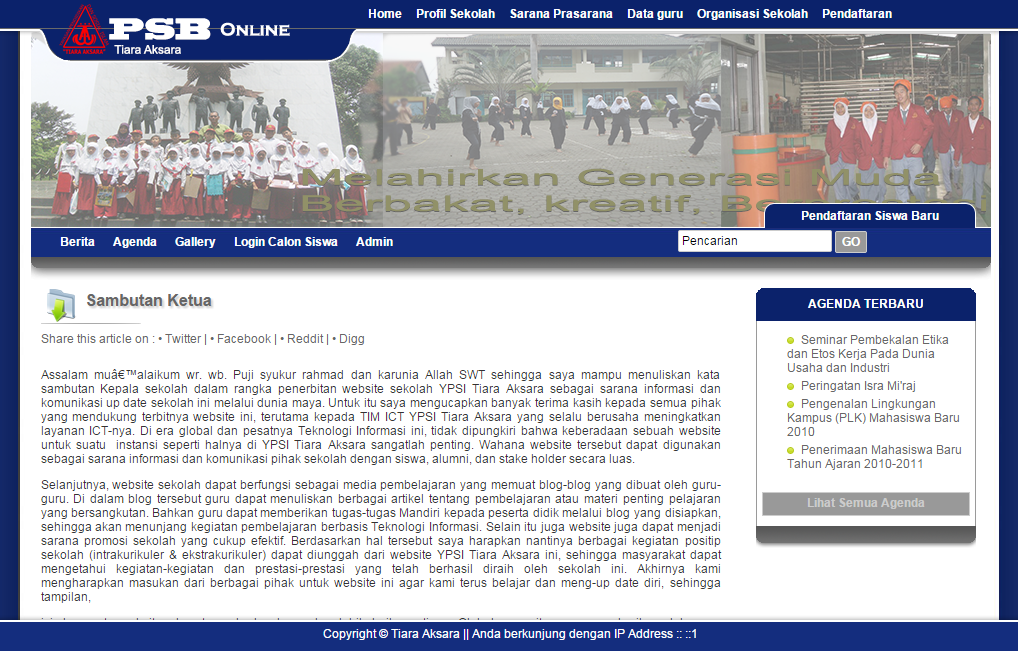 Home Profil Sekolah Sarana Prasarana Data guru Organisasi Sekolah Pendaftaran
TIARA AKSARA
PSB ONLINE
Tiara Aksara
Melahirkan Generasi Muda
Berbakat, kreatif,
Pendaftaran Siswa Baru
Berita Agenda Gallery Login Calon Siswa Admin
Pencarian GO
Sambutan Ketua
Share this article on : • Twitter | • Facebook | • Reddit | • Digg
Assalam muâ€™alaikum wr. wb. Puji syukur rahmad dan karunia Allah SWT sehingga saya mampu menuliskan kata
sambutan Kepala sekolah dalam rangka penerbitan website sekolah YPSI Tiara Aksara sebagai sarana informasi dan
komunikasi up date sekolah ini melalui dunia maya. Untuk itu saya mengucapkan banyak terima kasih kepada semua pihak
yang mendukung terbitnya website ini, terutama kepada TIM ICT YPSI Tiara Aksara yang selalu berusaha meningkatkan
layanan ICT-nya. Di era global dan pesatnya Teknologi Informasi ini, tidak dipungkiri bahwa keberadaan sebuah website
untuk suatu instansi seperti halnya di YPSI Tiara Aksara sangatlah penting. Wahana website tersebut dapat digunakan
sebagai sarana informasi dan komunikasi pihak sekolah dengan siswa, alumni, dan stake holder secara luas.
Selanjutnya, website sekolah dapat berfungsi sebagai media pembelajaran yang memuat blog-blog yang dibuat oleh guru-
guru. Di dalam blog tersebut guru dapat menuliskan berbagai artikel tentang pembelajaran atau materi penting pelajaran
yang bersangkutan. Bahkan guru dapat memberikan tugas-tugas Mandiri kepada peserta didik melalui blog yang disiapkan,
sehingga akan menunjang kegiatan pembelajaran berbasis Teknologi Informasi. Selain itu juga website juga dapat menjadi
sarana promosi sekolah yang cukup efektif. Berdasarkan hal tersebut saya harapkan nantinya berbagai kegiatan positip
sekolah (intrakurikuler & ekstrakurikuler) dapat diunggah dari website YPSI Tiara Aksara ini, sehingga masyarakat dapat
mengetahui kegiatan-kegiatan dan prestasi-prestasi yang telah berhasil diraih oleh sekolah ini. Akhirnya kami
mengharapkan masukan dari berbagai pihak untuk website ini agar kami terus belajar dan meng-up date diri, sehingga
tampilan,
AGENDA TERBARU
Seminar Pembekalan Etika
dan Etos Kerja Pada Dunia
Usaha dan Industri
Peringatan Isra Mi'raj
Pengenalan Lingkungan
Kampus (PLK) Mahasiswa Baru
2010
Penerimaan Mahasiswa Baru
Tahun Ajaran 2010-2011
Lihat Semua Agenda
Copyright © Tiara Aksara || Anda berkunjung dengan IP Address :: ::1